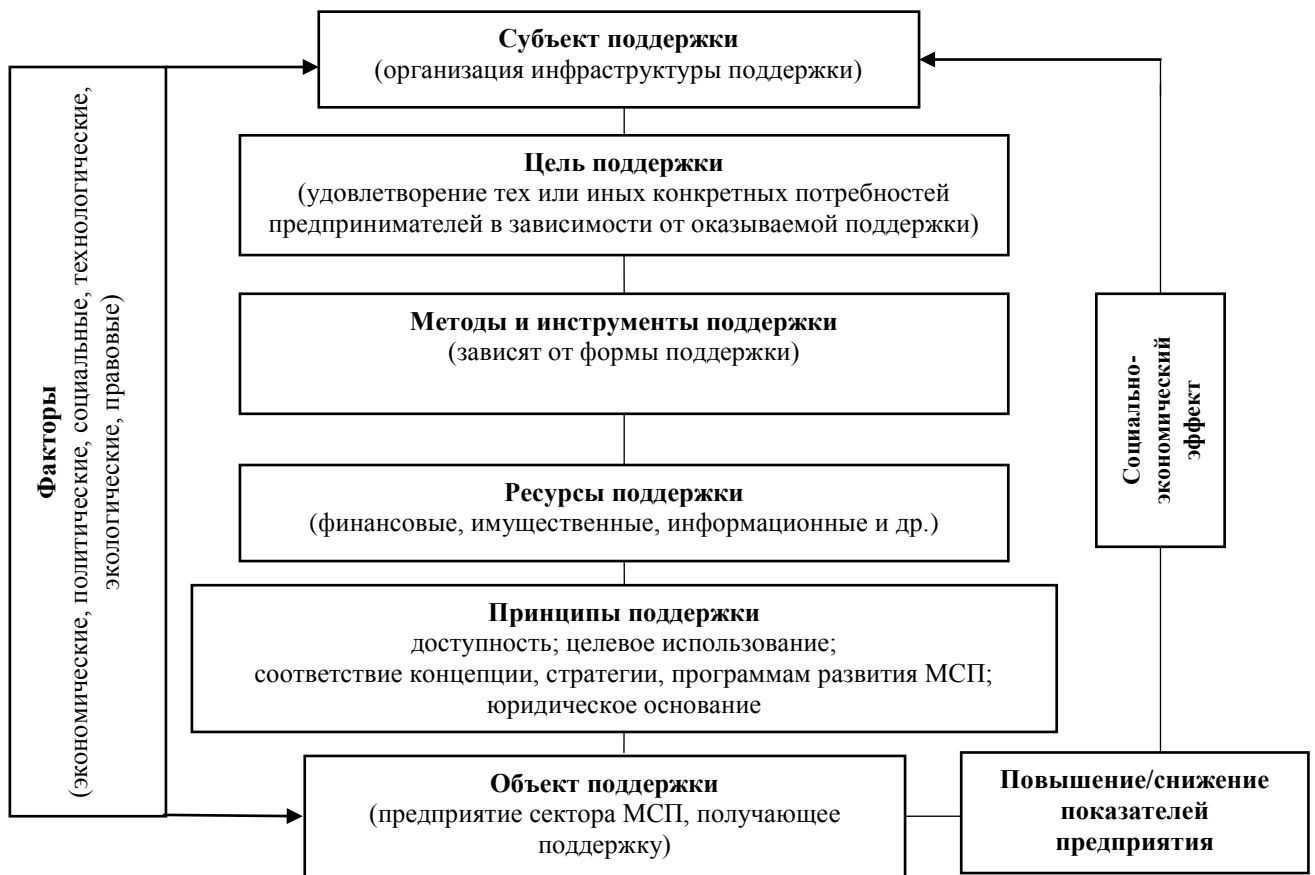 Субъект поддержки
(организация инфраструктуры поддержки)
Цель поддержки
(удовлетворение тех или иных конкретных потребностей
предпринимателей в зависимости от оказываемой поддержки)
Методы и инструменты поддержки
(зависят от формы поддержки)
Ресурсы поддержки
(финансовые, имущественные, информационные и др.)
Принципы поддержки
доступность; целевое использование;
соответствие концепции, стратегии, программам развития МСП;
юридическое основание
Объект поддержки
(предприятие сектора МСП, получающее
поддержку)
Факторы
(экономические, политические, социальные, технологические,
экологические, правовые)
Социально-
экономический
эффект
Повышение/снижение
показателей
предприятия